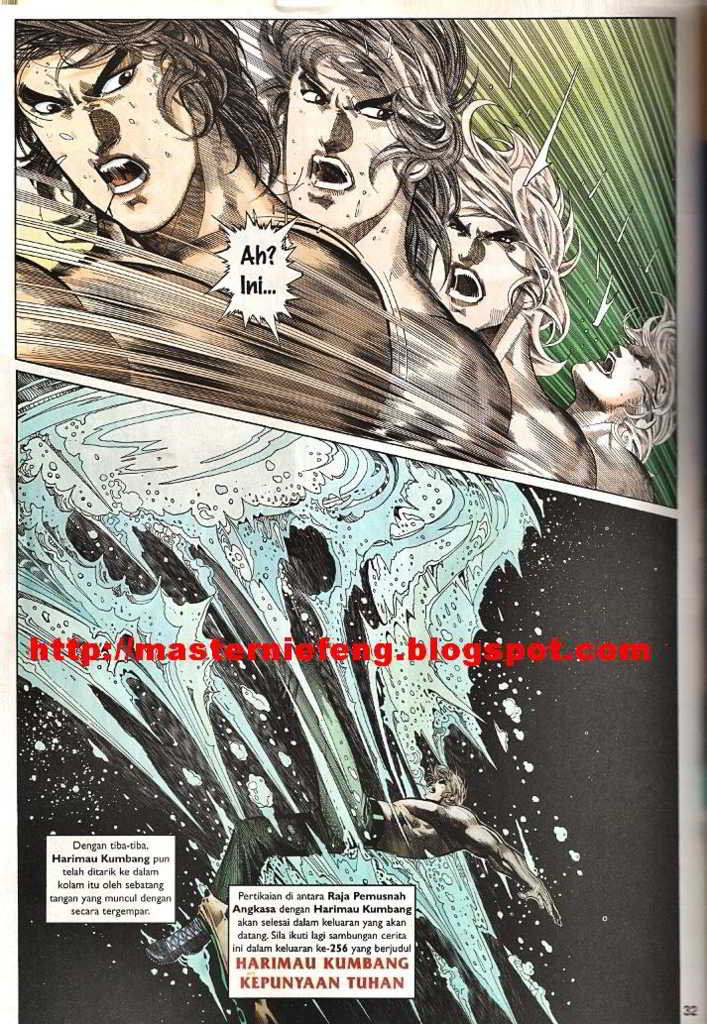 Ah?
Ini...
http://masterniefeng.blogspot.com
Dengan tiba-tiba,
Harimau Kumbang pun
telah ditarik ke dalam
kolam itu oleh sebatang
tangan yang muncul dengan
secara tergempar.
Pertikaian di antara Raja Pemusnah
Angkasa dengan Harimau Kumbang
akan selesai dalam keluaran yang akan
datang. Sila ikuti lagi sambungan cerita
ini dalam keluaran ke-256 yang berjudul
HARIMAU KUMBANG
KEPUNYAAN TUHAN
32